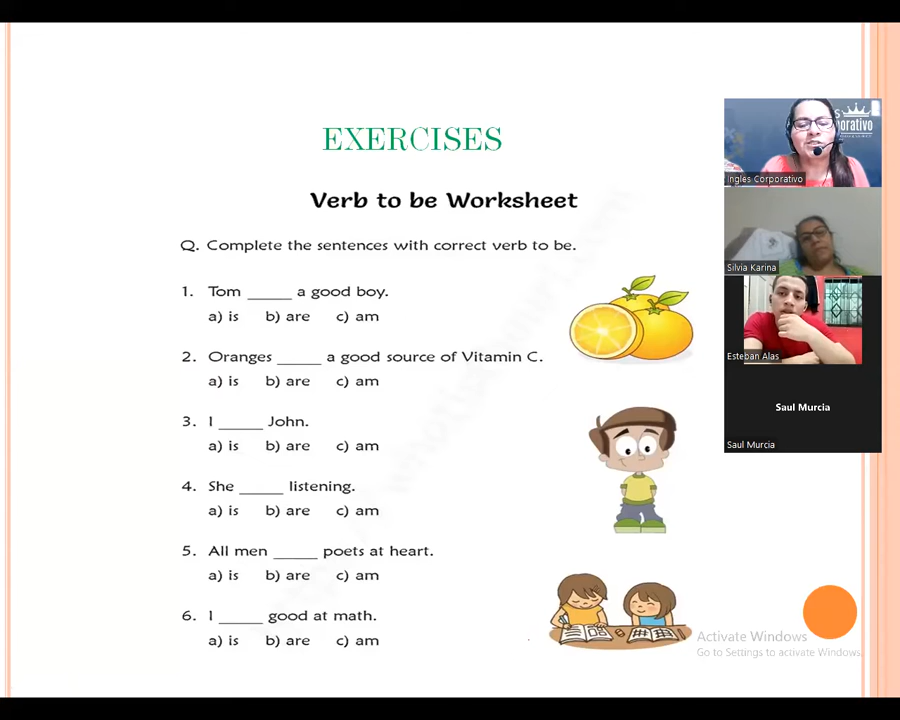 EXERCISES
Verb to be Worksheet
Q. Complete the sentences with correct verb to be.
1. Tom _____ a good boy.
a) is b) are c) am
2. Oranges _____ a good source of Vitamin C.
a) is b) are c) am
3. I _____ John.
a) is b) are c) am
4. She _____ listening.
a) is b) are c) am
5. All men _____ poets at heart.
a) is b) are c) am
6. I _____ good at math.
a) is b) are c) am
Inglés Corporativo
Silvia Karina
Esteban Alas
Saul Murcia
Saul Murcia
Activate Windows
Go to Settings to activate Windows.